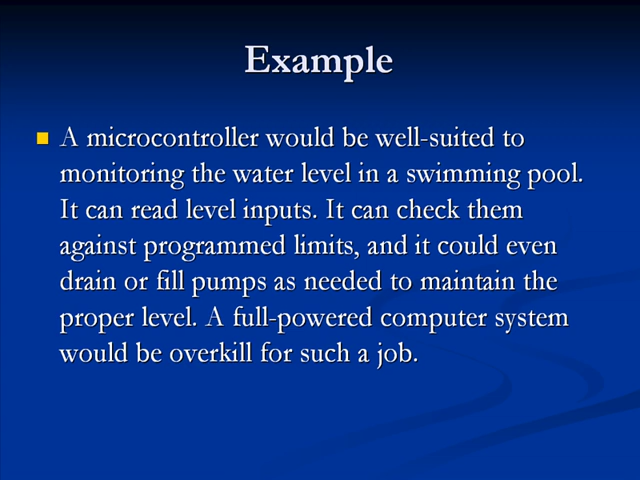 Example
A microcontroller would be well-suited to
monitoring the water level in a swimming pool.
It can read level inputs. It can check them
against programmed limits, and it could even
drain or fill pumps as needed to maintain the
proper level. A full-powered computer system
would be overkill for such a job.